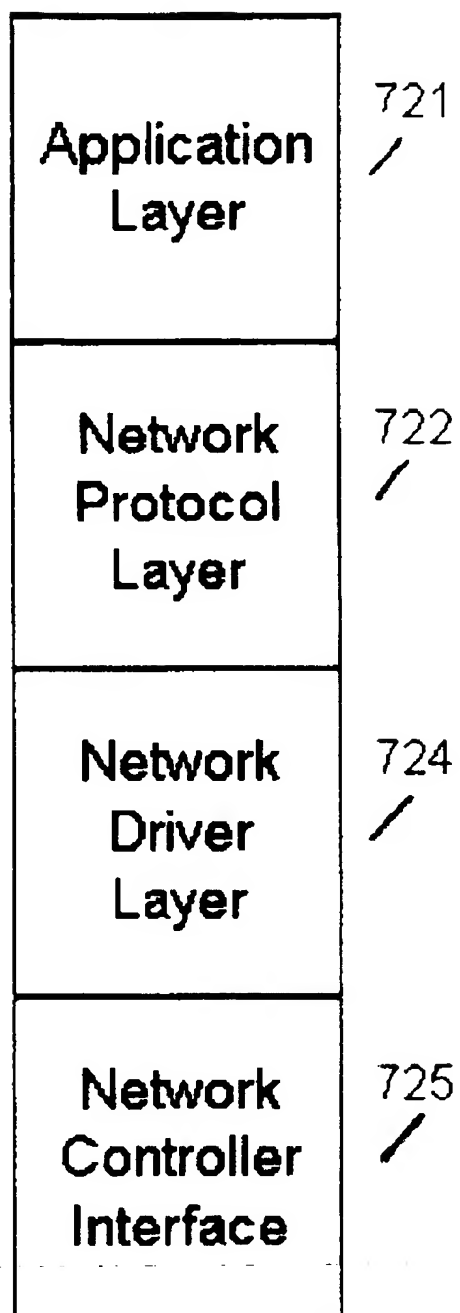 Application
Layer
721
Network
Protocol
Layer
722
Network
Driver
Layer
724
Network
Controller
Interface
725